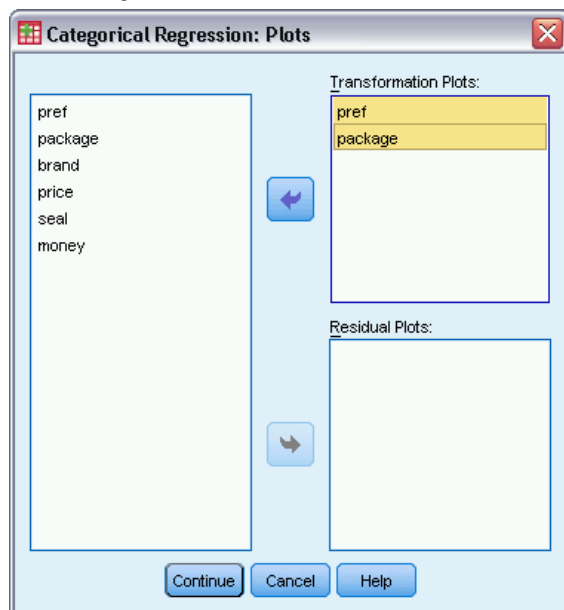 Categorical Regression: Plots
pref
package
brand
price
seal
money
Transformation Plots:
pref
package
Residual Plots:
Continue
Cancel
Help